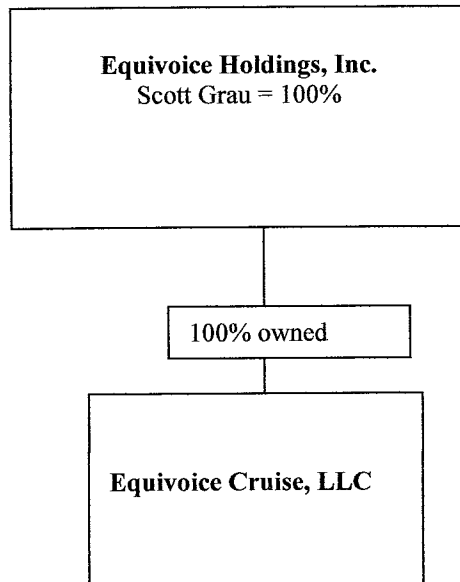 Equivoice Holdings, Inc.
Scott Grau = 100%
100% owned
Equivoice Cruise, LLC